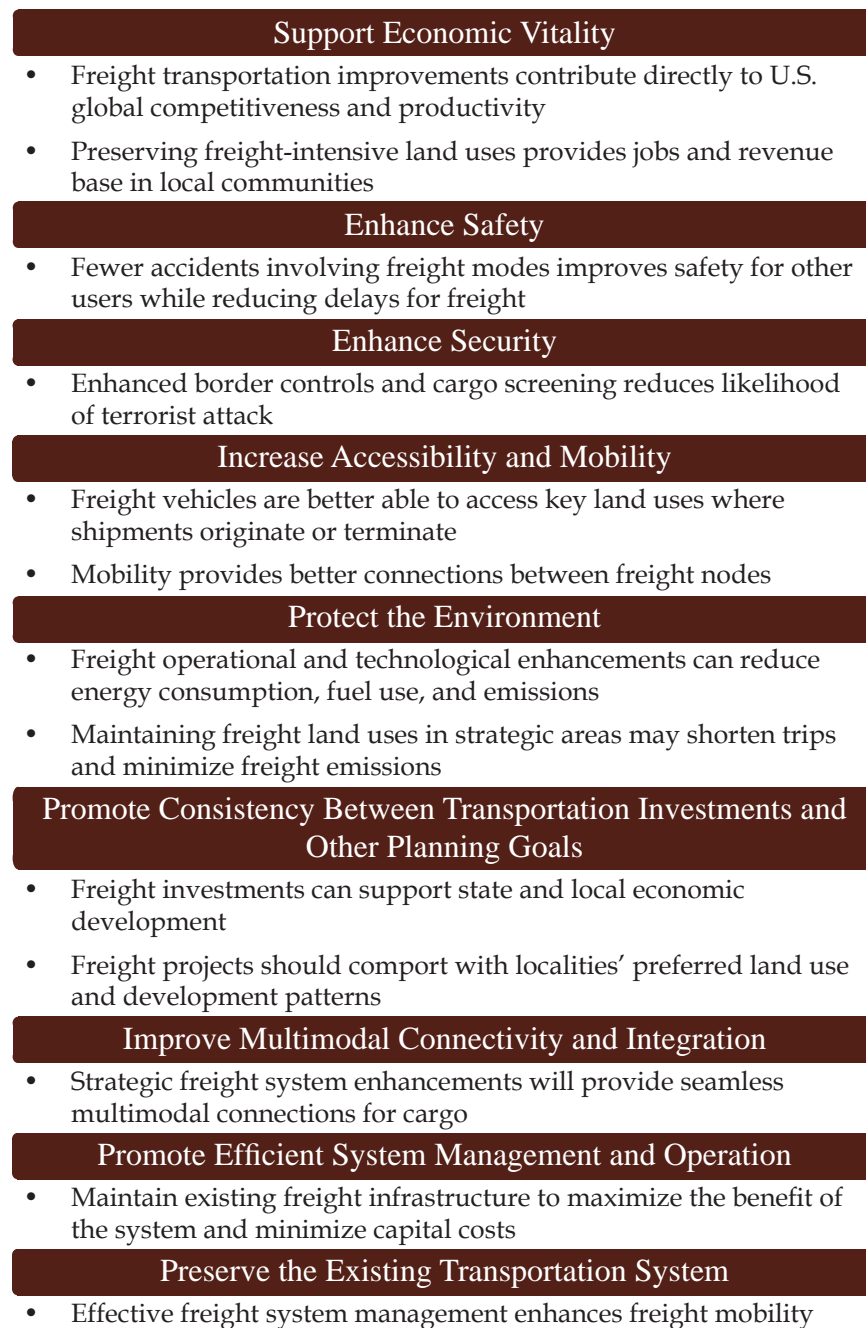 Support Economic Vitality
• Freight transportation improvements contribute directly to U.S.
global competitiveness and productivity
• Preserving freight-intensive land uses provides jobs and revenue
base in local communities
Enhance Safety
• Fewer accidents involving freight modes improves safety for other
users while reducing delays for freight
Enhance Security
• Enhanced border controls and cargo screening reduces likelihood
of terrorist attack
Increase Accessibility and Mobility
• Freight vehicles are better able to access key land uses where
shipments originate or terminate
• Mobility provides better connections between freight nodes
Protect the Environment
• Freight operational and technological enhancements can reduce
energy consumption, fuel use, and emissions
• Maintaining freight land uses in strategic areas may shorten trips
and minimize freight emissions
Promote Consistency Between Transportation Investments and
Other Planning Goals
• Freight investments can support state and local economic
development
• Freight projects should comport with localities’ preferred land use
and development patterns
Improve Multimodal Connectivity and Integration
• Strategic freight system enhancements will provide seamless
multimodal connections for cargo
Promote Efficient System Management and Operation
• Maintain existing freight infrastructure to maximize the benefit of
the system and minimize capital costs
Preserve the Existing Transportation System
• Effective freight system management enhances freight mobility